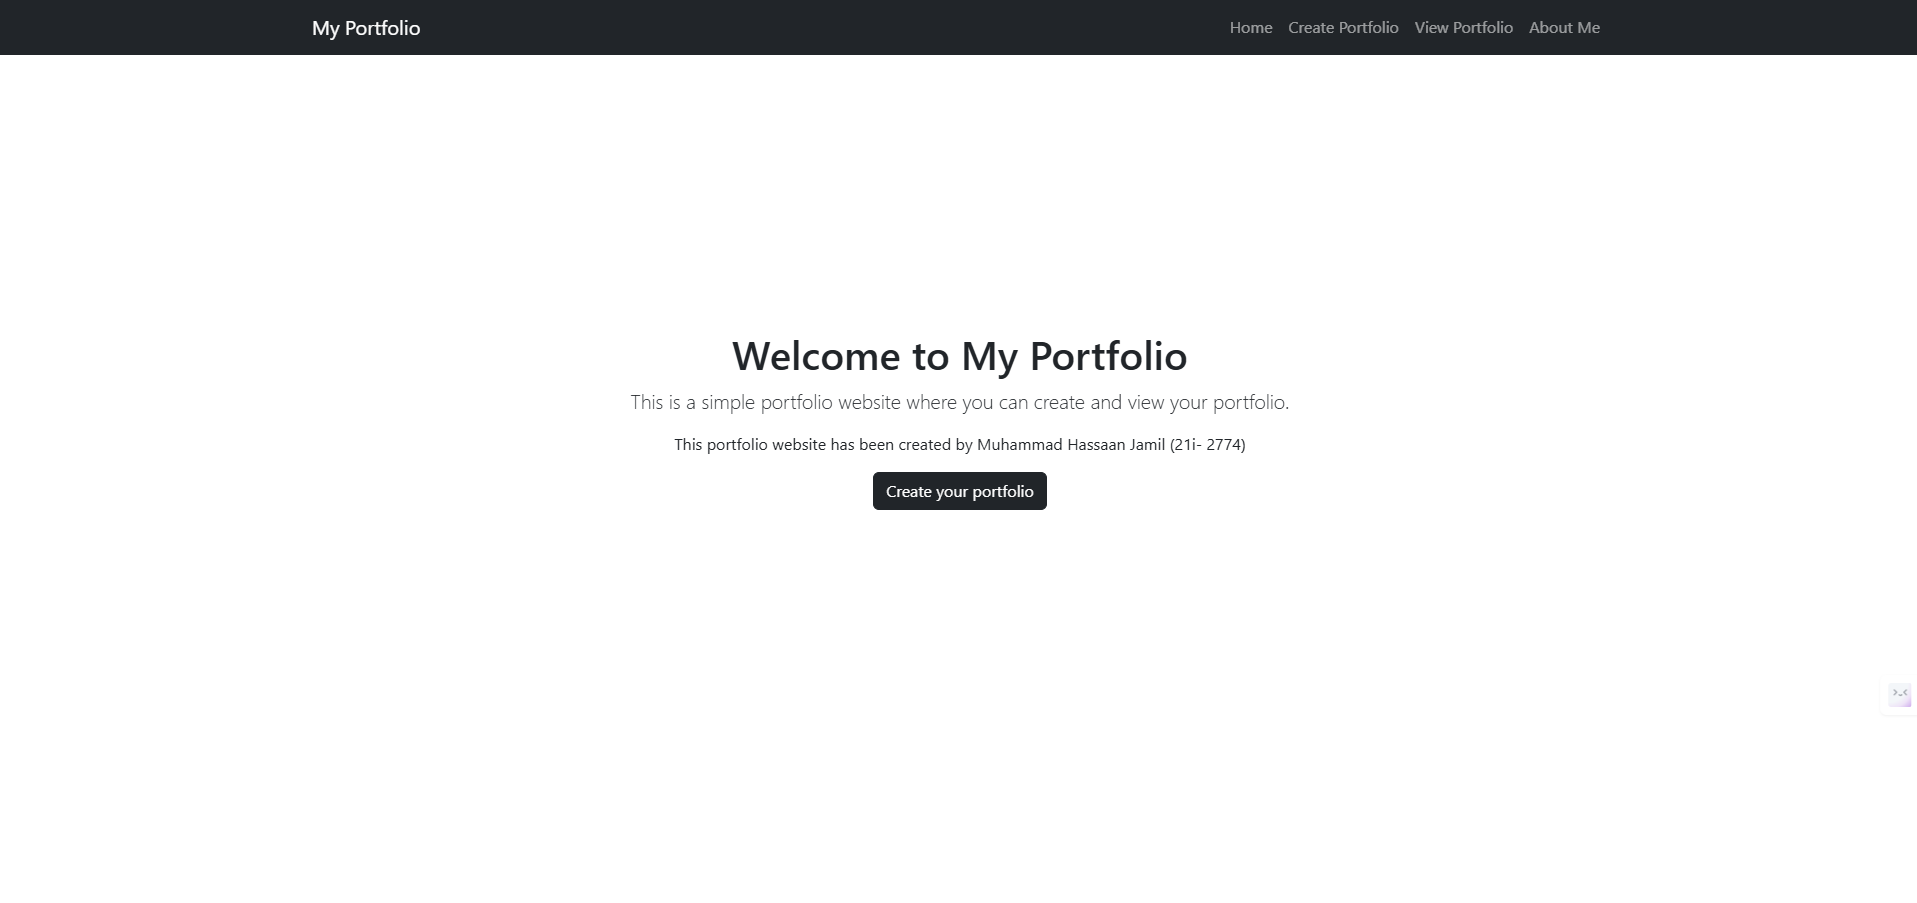 My Portfolio
Home Create Portfolio View Portfolio About Me
Welcome to My Portfolio
This is a simple portfolio website where you can create and view your portfolio.
This portfolio website has been created by Muhammad Hassaan Jamil (21i- 2774)
Create your portfolio